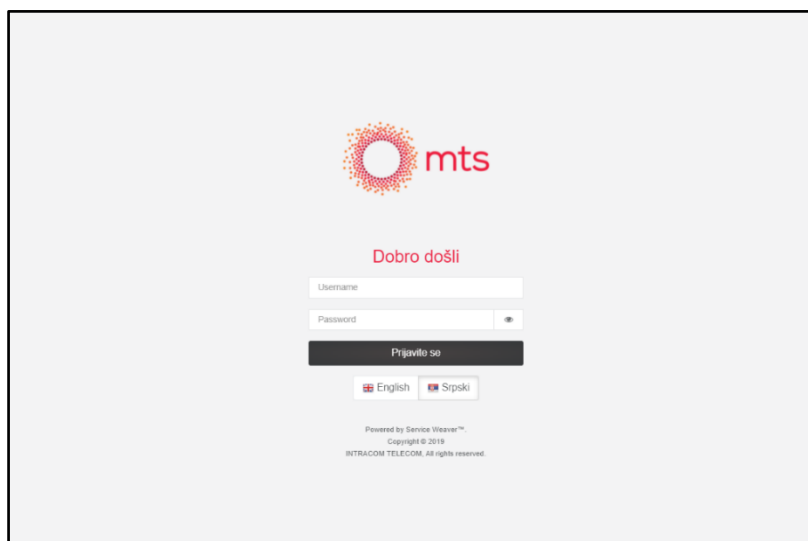 mts
Dobro došli
Username
Password
Prijavite se
English Srpski
Powered by Service Weaver™.
Copyright © 2019
INTRACOM TELECOM, All rights reserved.